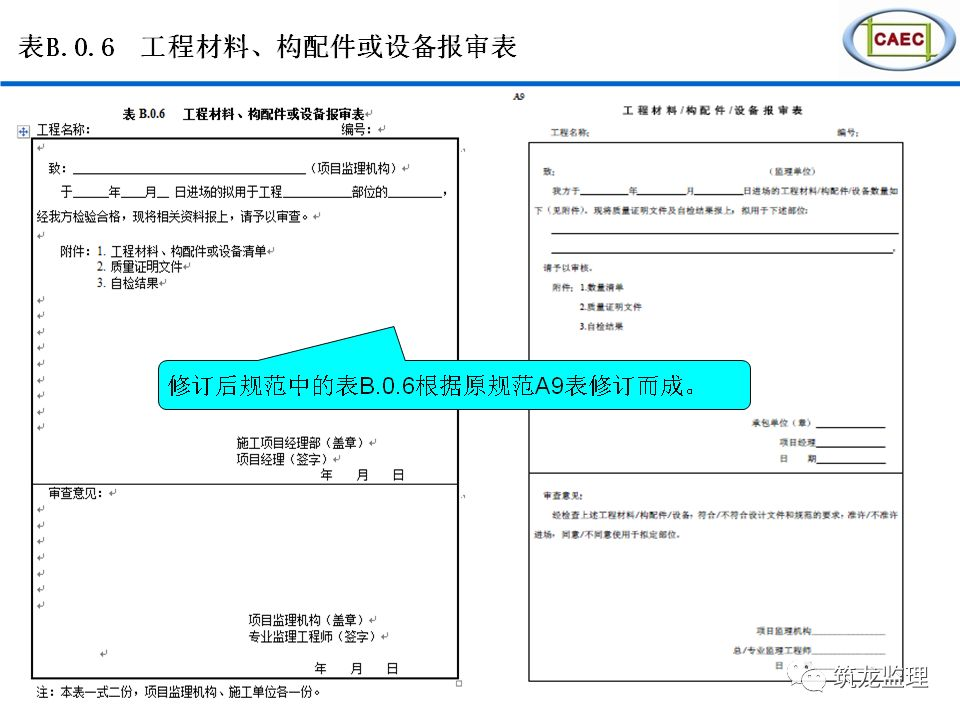 表B.0.6 工程材料、构配件或设备报审表
CAEC
表 B.0.6 工程材料、构配件或设备报审表
工程名称： 编号：
致：（项目监理机构）
于 年 月 日进场的拟用于工程 部位的 ，
经我方检验合格，现将相关资料报上，请予以审查。
附件：1. 工程材料、构配件或设备清单
2. 质量证明文件
3. 自检结果
施工项目经理部（盖章）
项目经理（签字）
年 月 日
审查意见：
项目监理机构（盖章）
专业监理工程师（签字）
年 月 日
注：本表一式二份，项目监理机构、施工单位各一份。
A9
工程材料/构配件/设备报审表
工程名称： 编号：
致： （监理单位）
我方于 年 月 日进场的工程材料/构配件/设备数量如
下（见附件）。现将质量证明文件及自检结果报上，拟用于下述部位：
。
请予以审核。
附件：1.数量清单
2.质量证明文件
3.自检结果
承包单位（章）
项目经理
日 期
审查意见：
经检查上述工程材料/构配件/设备，符合/不符合设计文件和规范的要求，准许/不准许
进场，同意/不同意使用于拟定部位。
项目监理机构
总/专业监理工程师
日
修订后规范中的表B.0.6根据原规范A9表修订而成。
筑龙监理